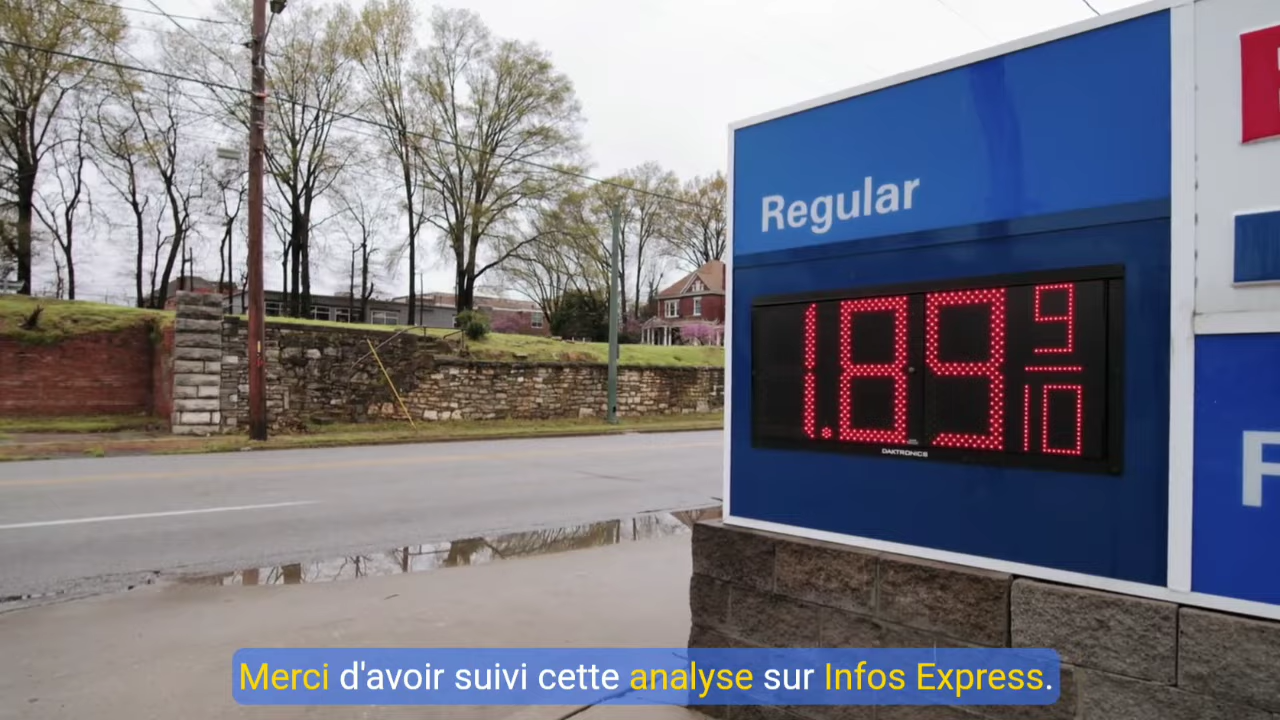 Regular
1.89 9/10
DAKTRONICS
F
Merci d'avoir suivi cette analyse sur Infos Express.